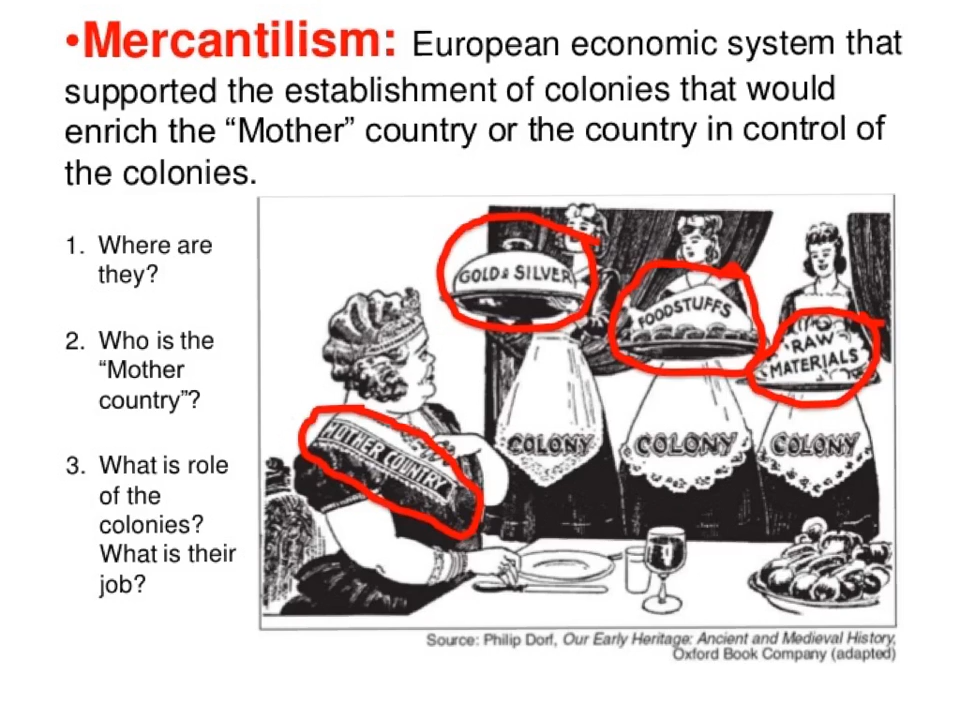 •Mercantilism: European economic system that
supported the establishment of colonies that would
enrich the “Mother” country or the country in control of
the colonies.
1. Where are
they?
2. Who is the
“Mother
country”?
3. What is role
of the
colonies?
What is their
job?
GOLD & SILVER
FOODSTUFFS
RAW
MATERIALS
MOTHER COUNTRY
COLONY
COLONY
COLONY
Source: Philip Dorf, Our Early Heritage: Ancient and Medieval History,
Oxford Book Company (adapted)